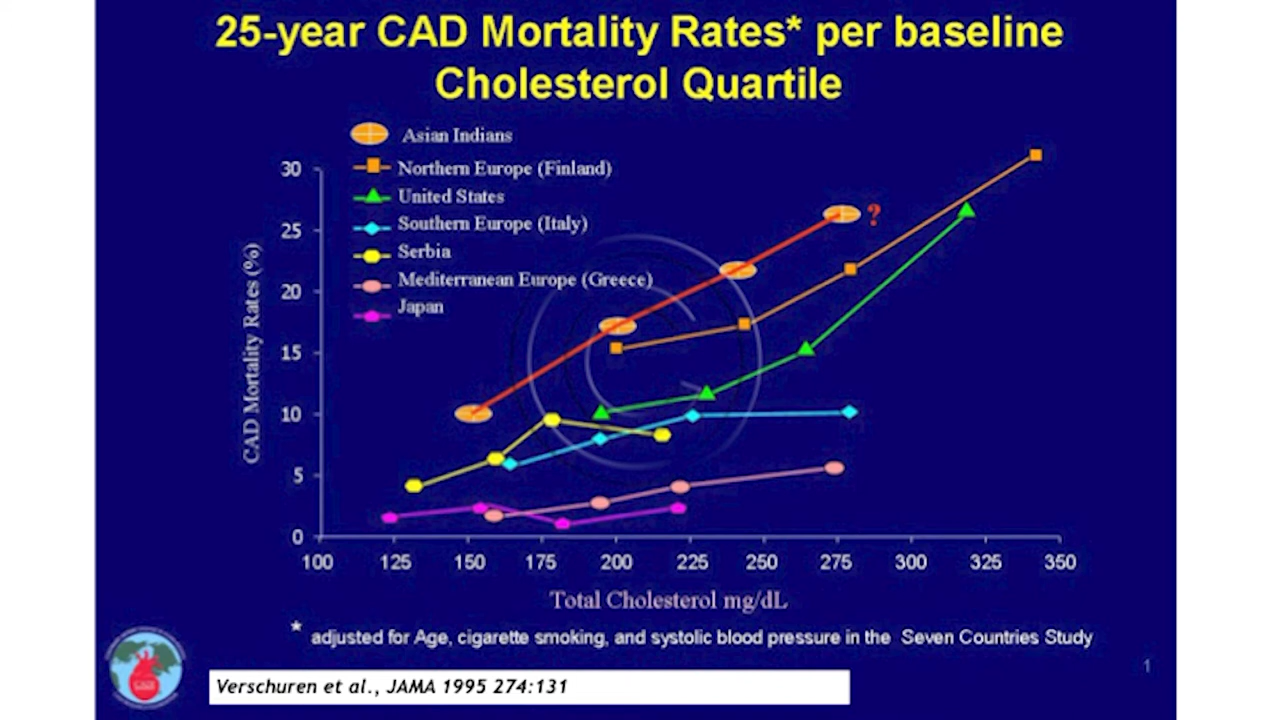 25-year CAD Mortality Rates* per baseline
Cholesterol Quartile
Asian Indians
Northern Europe (Finland)
United States
Southern Europe (Italy)
Serbia
Mediterranean Europe (Greece)
Japan
CAD Mortality Rates (%)
30
25
20
15
10
5
0
?
100 125 150 175 200 225 250 275 300 325 350
Total Cholesterol mg/dL
* adjusted for Age, cigarette smoking, and systolic blood pressure in the Seven Countries Study
1
Verschuren et al., JAMA 1995 274:131